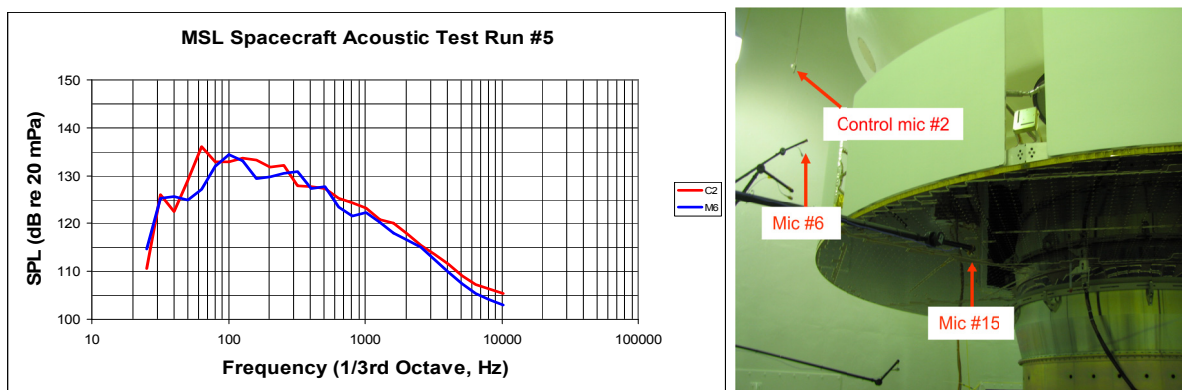 MSL Spacecraft Acoustic Test Run #5
150
140
130
120
110
100
SPL (dB re 20 mPa)
10
100
1000
10000
100000
Frequency (1/3rd Octave, Hz)
C2
M6
Control mic #2
Mic #6
Mic #15